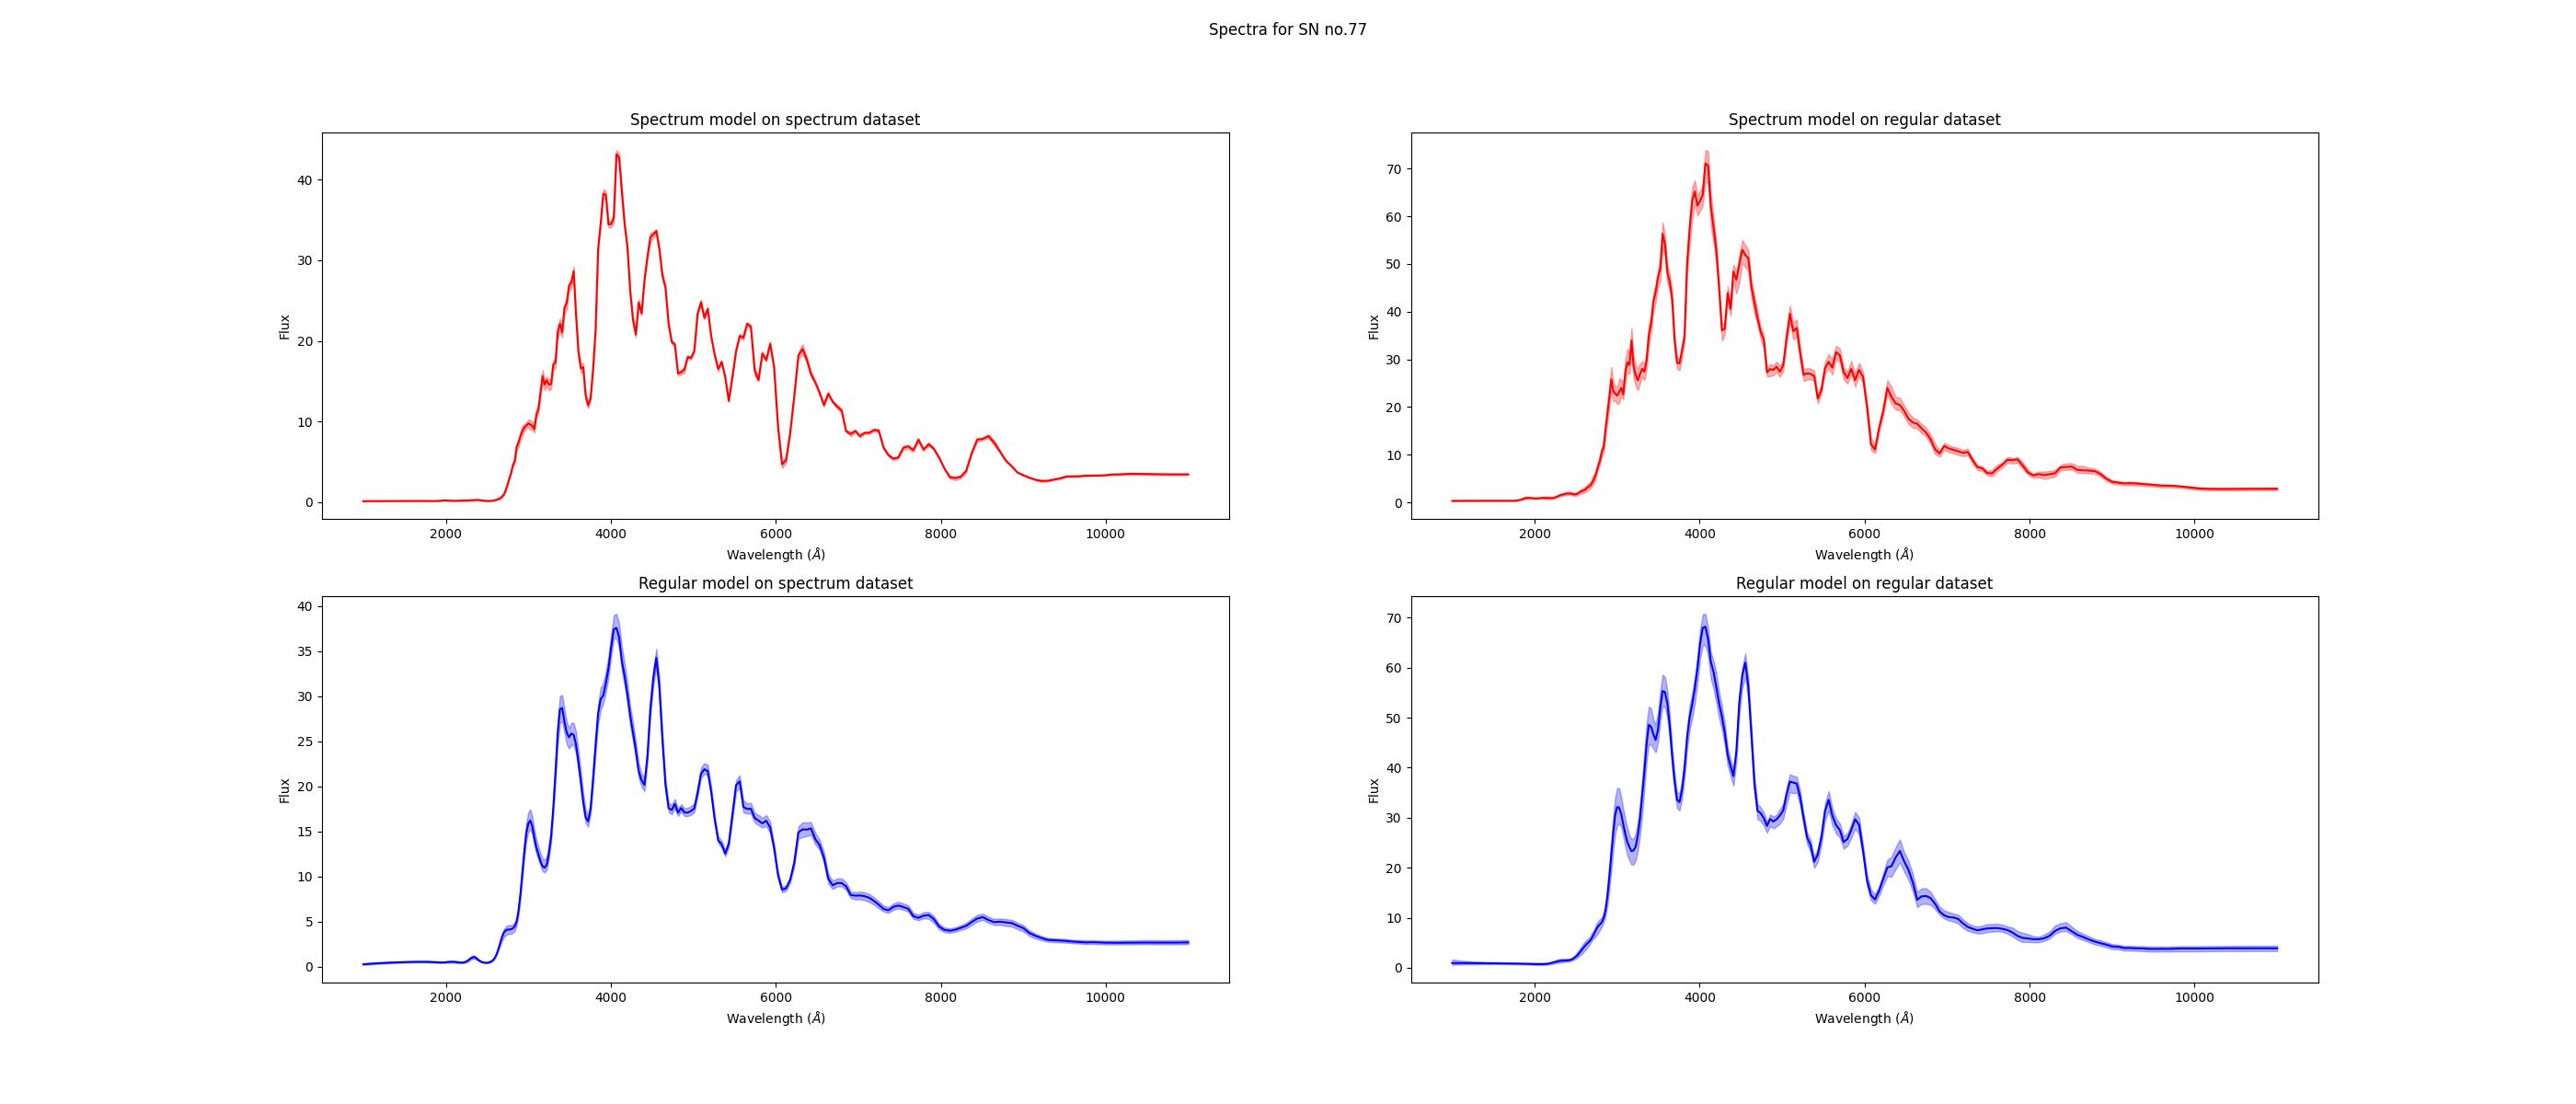 Spectra for SN no.77
Spectrum model on spectrum dataset
Flux
40
30
20
10
0
2000 4000 6000 8000 10000
Wavelength (Å)
Spectrum model on regular dataset
Flux
70
60
50
40
30
20
10
0
2000 4000 6000 8000 10000
Wavelength (Å)
Regular model on spectrum dataset
Flux
40
35
30
25
20
15
10
5
0
2000 4000 6000 8000 10000
Wavelength (Å)
Regular model on regular dataset
Flux
70
60
50
40
30
20
10
0
2000 4000 6000 8000 10000
Wavelength (Å)